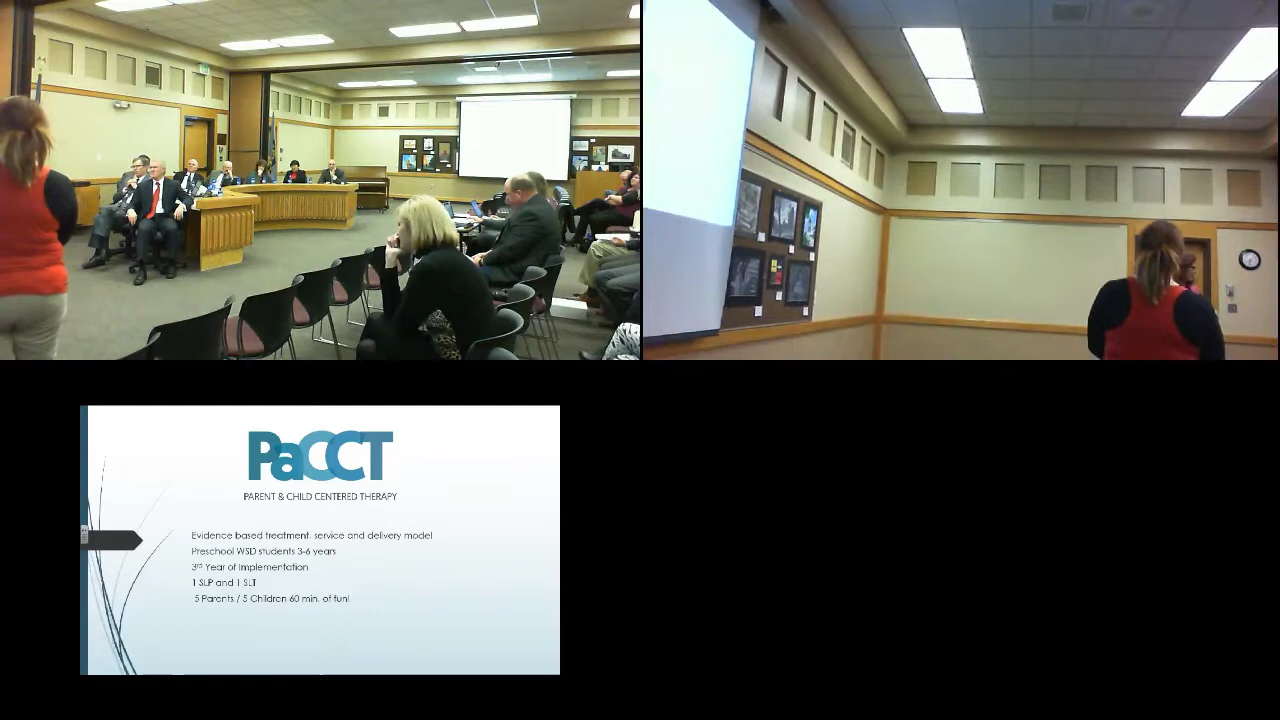 PaCCT
PARENT & CHILD CENTERED THERAPY
Evidence based treatment, service and delivery model
Preschool WSD students 3-6 years
3rd Year of Implementation
1 SLP and 1 SLT
5 Parents / 5 Children 60 min. of fun!